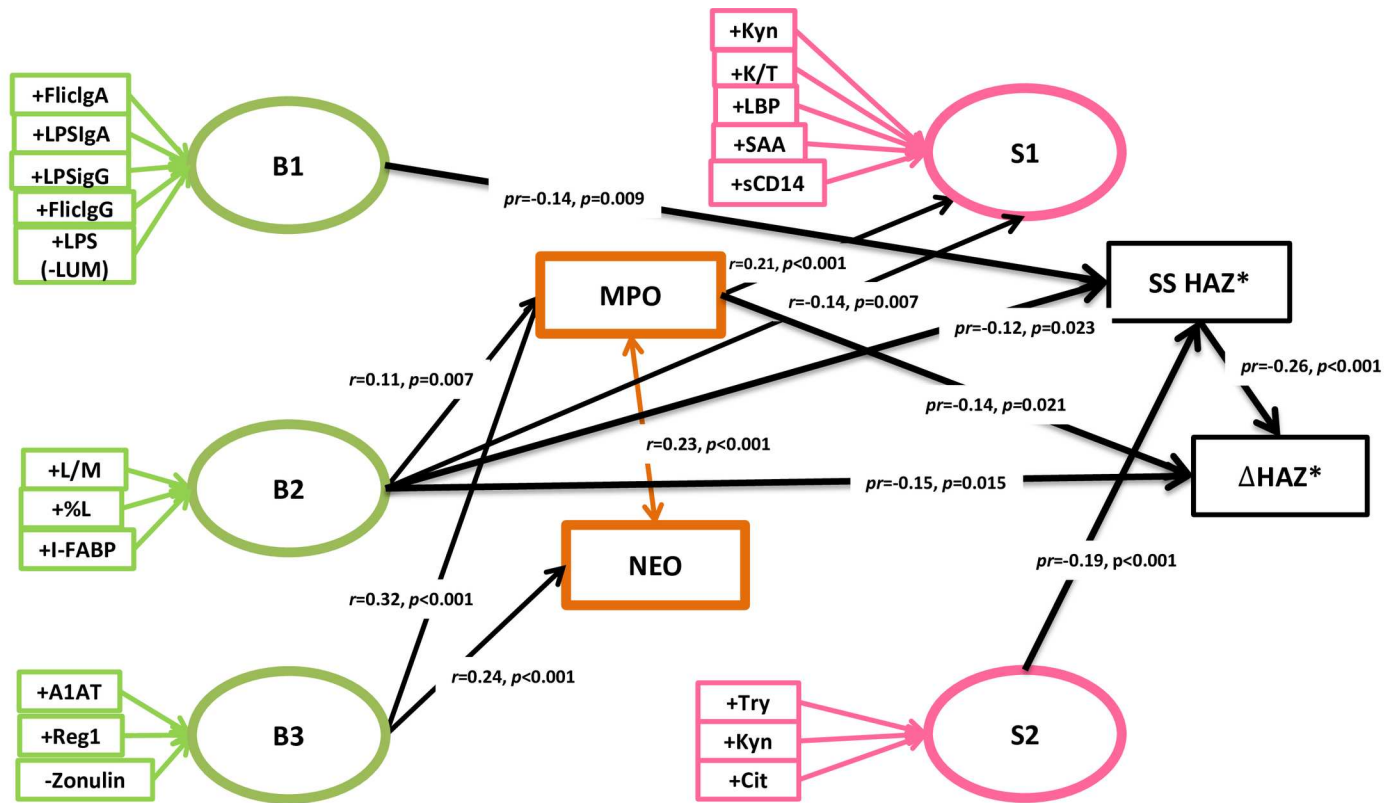 +FliclgA
+LPSIgA
+LPSigG
+FliclgG
+LPS
(-LUM)
B1
+Kyn
+K/T
+LBP
+SAA
+sCD14
S1
pr=-0.14, p=0.009
MPO
r=0.21, p<0.001
r=-0.14, p=0.007
SS HAZ*
pr=-0.12, p=0.023
r=0.11, p=0.007
pr=-0.26, p<0.001
pr=-0.14, p=0.021
r=0.23, p<0.001
+L/M
+%L
+I-FABP
B2
pr=-0.15, p=0.015
ΔHAZ*
NEO
pr=-0.19, p<0.001
r=0.32, p<0.001
r=0.24, p<0.001
+A1AT
+Reg1
-Zonulin
B3
+Try
+Kyn
+Cit
S2